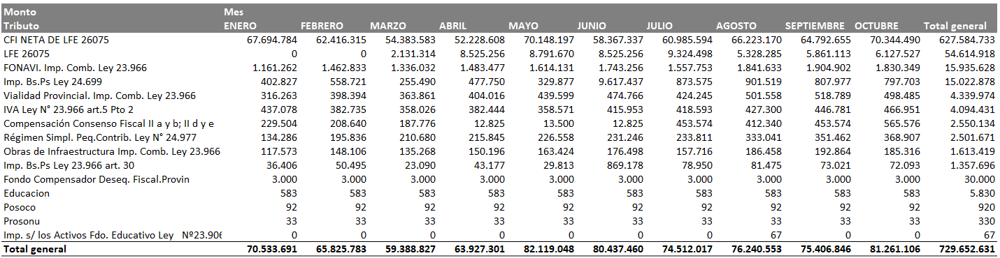 Monto Mes
Tributo ENERO FEBRERO MARZO ABRIL MAYO JUNIO JULIO AGOSTO SEPTIEMBRE OCTUBRE Total general
CFI NETA DE LFE 26075 67.694.784 62.416.315 54.383.583 52.228.608 70.148.197 58.367.337 60.985.594 66.223.170 64.792.655 70.344.490 627.584.733
LFE 26075 0 0 2.131.314 8.525.256 8.791.670 8.525.256 9.324.498 5.328.285 5.861.113 6.127.527 54.614.918
FONAVI. Imp. Comb. Ley 23.966 1.161.262 1.462.833 1.336.032 1.483.477 1.614.131 1.743.256 1.557.753 1.841.633 1.904.902 1.830.349 15.935.628
Imp. Bs.Ps Ley 24.699 402.827 558.721 255.490 477.750 329.877 9.617.437 873.575 901.519 807.977 797.703 15.022.878
Vialidad Provincial. Imp. Comb. Ley 23.966 316.263 398.394 363.861 404.016 439.599 474.766 424.245 501.558 518.789 498.485 4.339.974
IVA Ley N° 23.966 art.5 Pto 2 437.078 382.735 358.026 382.444 358.571 415.953 418.593 427.300 446.781 466.951 4.094.431
Compensación Consenso Fiscal II a y b; II d y e 229.504 208.640 187.776 12.825 13.500 12.825 453.574 412.340 453.574 565.576 2.550.134
Régimen Simpl. Peq.Contrib. Ley N° 24.977 134.286 195.836 210.680 215.845 226.558 231.246 233.811 333.041 351.462 368.907 2.501.671
Obras de Infraestructura Imp. Comb. Ley 23.966 117.573 148.106 135.268 150.196 163.424 176.498 157.716 186.458 192.864 185.316 1.613.419
Imp. Bs.Ps Ley 23.966 art. 30 36.406 50.495 23.090 43.177 29.813 869.178 78.950 81.475 73.021 72.093 1.357.696
Fondo Compensador Deseq. Fiscal.Provin 3.000 3.000 3.000 3.000 3.000 3.000 3.000 3.000 3.000 3.000 30.000
Educacion 583 583 583 583 583 583 583 583 583 583 5.830
Posoco 92 92 92 92 92 92 92 92 92 92 920
Prosonu 33 33 33 33 33 33 33 33 33 33 330
Imp. s/ los Activos Fdo. Educativo Ley Nº23.906 0 0 0 0 0 0 0 67 0 0 67
Total general 70.533.691 65.825.783 59.388.827 63.927.301 82.119.048 80.437.460 74.512.017 76.240.553 75.406.846 81.261.106 729.652.631